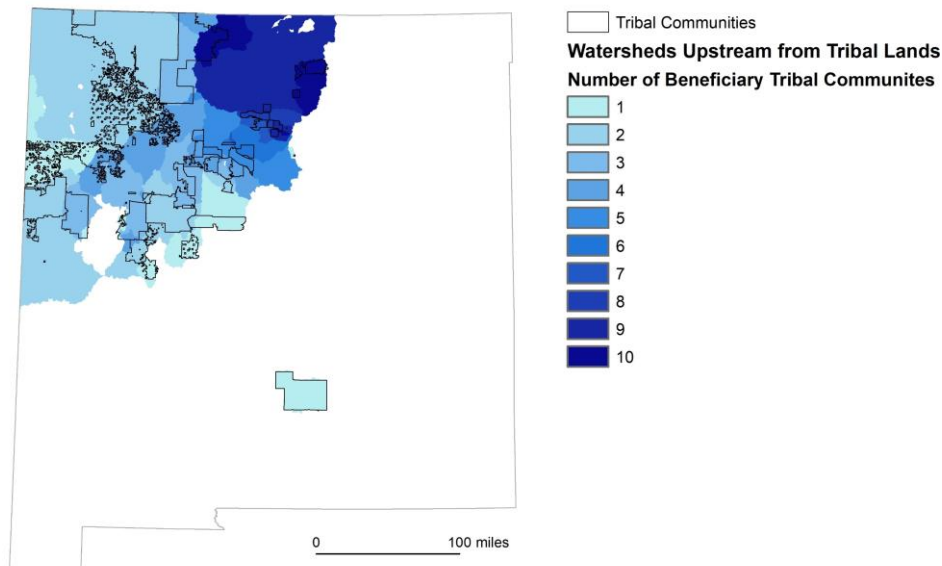 Tribal Communities
Watersheds Upstream from Tribal Lands
Number of Beneficiary Tribal Communites
1
2
3
4
5
6
7
8
9
10
0 100 miles